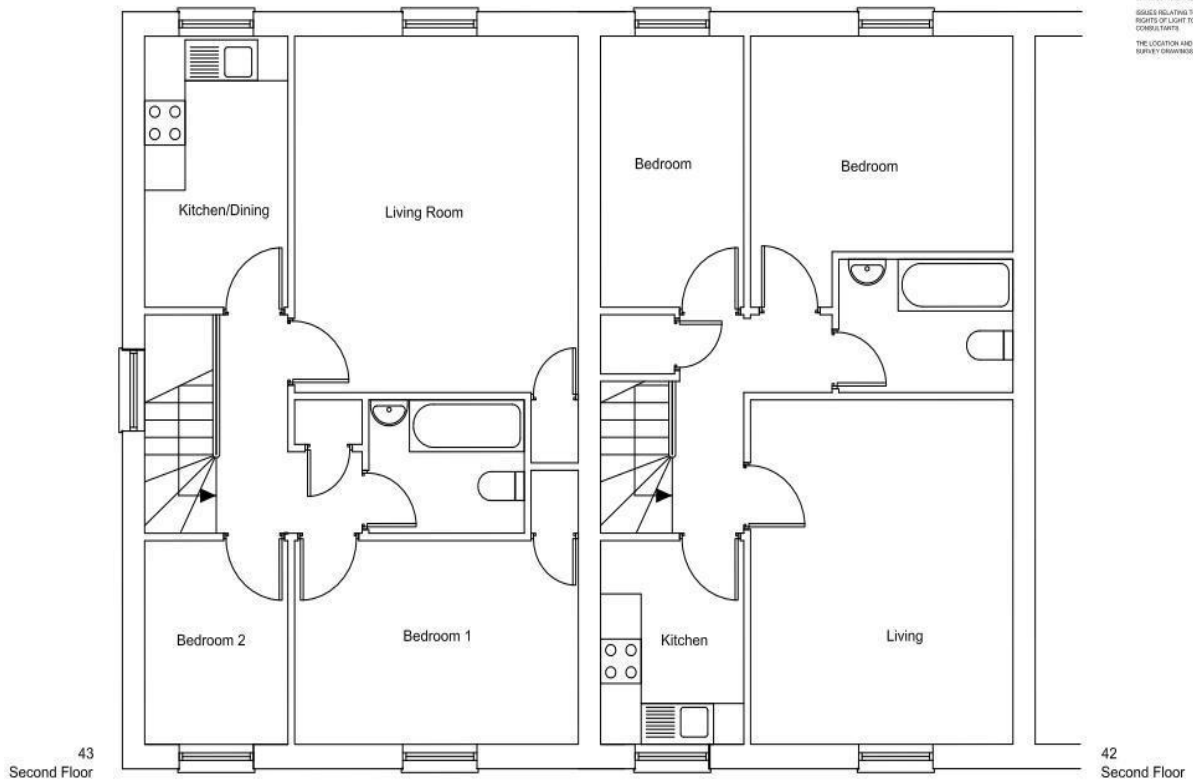 ISSUES RELATING T
RIGHTS OF LIGHT TO
CONSULTANTS
THE LOCATION AND
SURVEY DRAWINGS
Bedroom
Bedroom
Kitchen/Dining
Living Room
Bedroom 2
Bedroom 1
Kitchen
Living
43
Second Floor
42
Second Floor